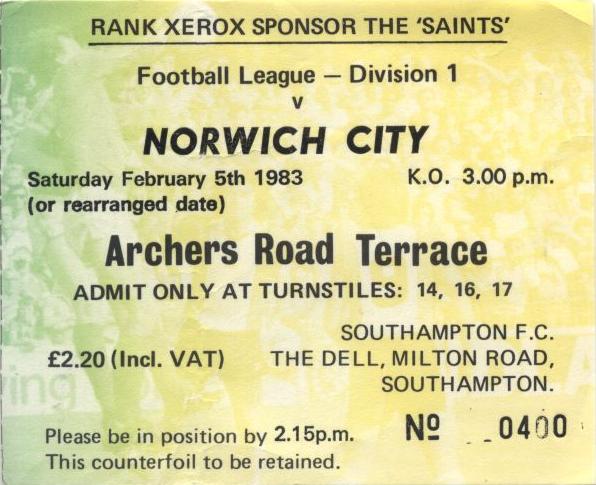 RANK XEROX SPONSOR THE 'SAINTS'
Football League — Division 1
v
NORWICH CITY
Saturday February 5th 1983 K.O. 3.00 p.m.
(or rearranged date)
Archers Road Terrace
ADMIT ONLY AT TURNSTILES: 14, 16, 17
SOUTHAMPTON F.C.
£2.20 (Incl. VAT) THE DELL, MILTON ROAD,
SOUTHAMPTON.
Please be in position by 2.15p.m. Nº 0400
This counterfoil to be retained.